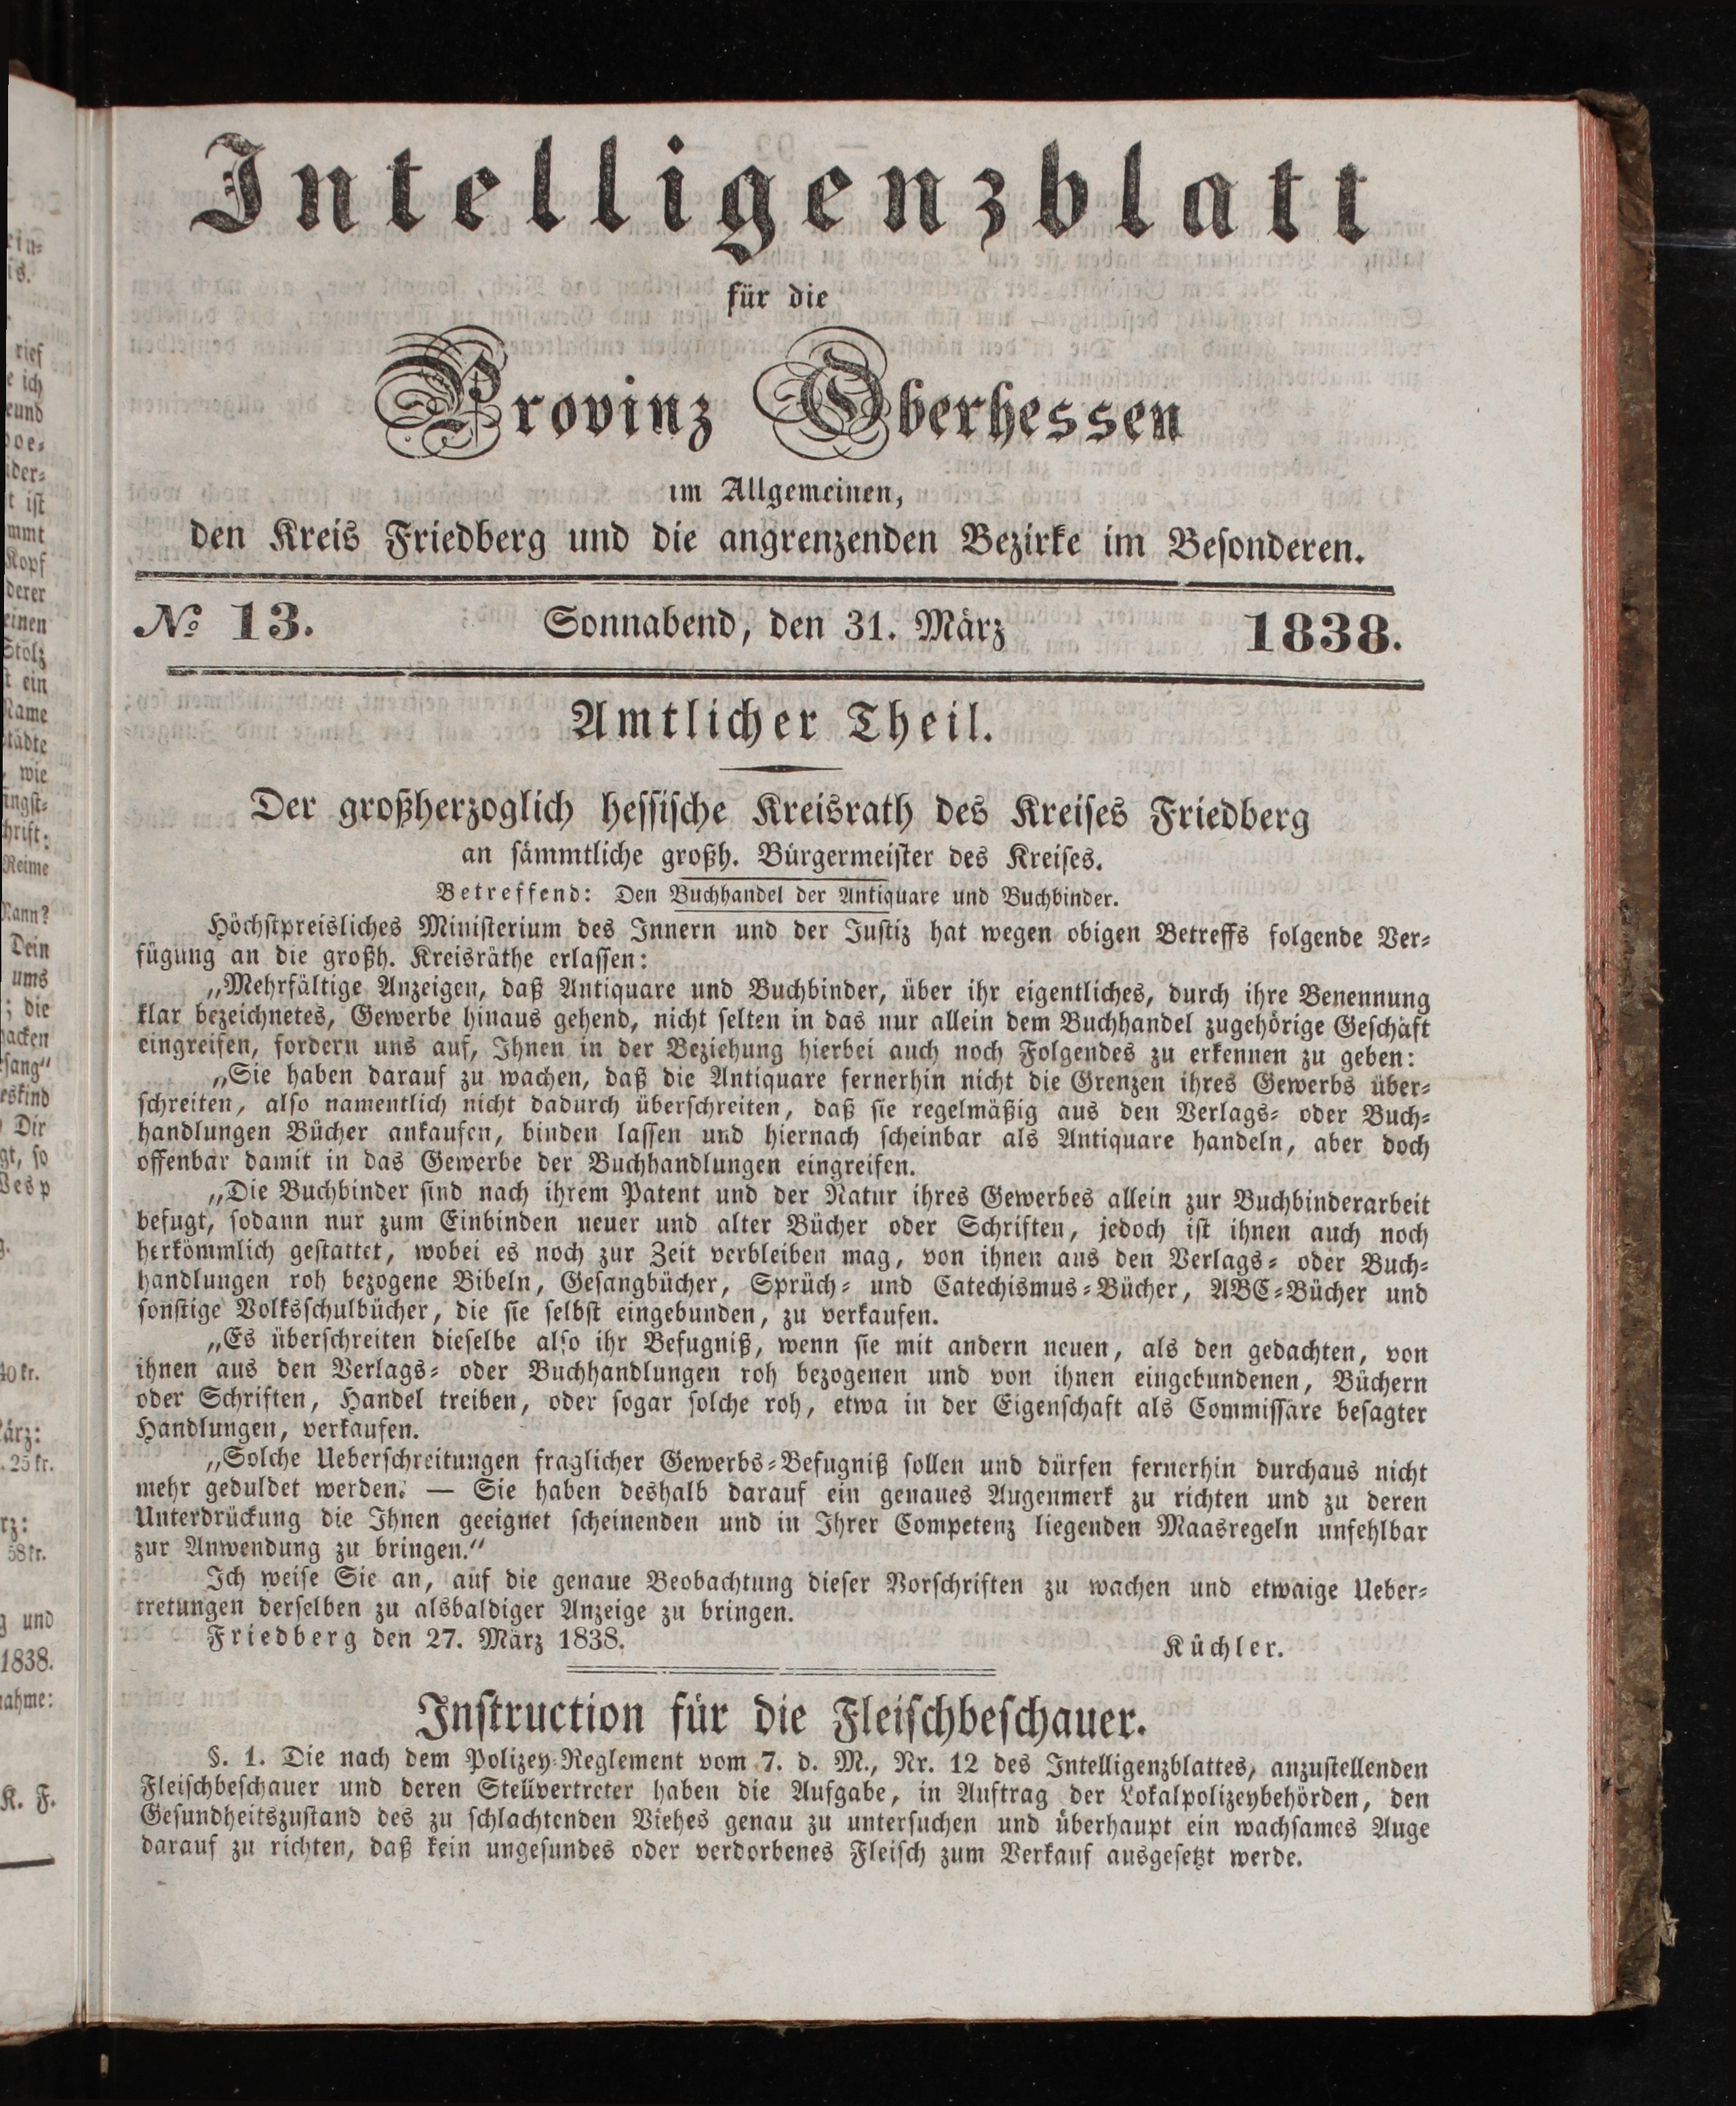 Intelligenzblatt
für die
Provinz Oberhessen
im Allgemeinen,
den Kreis Friedberg und die angrenzenden Bezirke im Besonderen.
№ 13. Sonnabend, den 31. März 1838.
Amtlicher Theil.
Der großherzoglich hessische Kreisrath des Kreises Friedberg
an sämmtliche großh. Bürgermeister des Kreises.
Betreffend: Den Buchhandel der Antiquare und Buchbinder.
Höchstpreisliches Ministerium des Innern und der Justiz hat wegen obigen Betreffs folgende Ver-
fügung an die großh. Kreisräthe erlassen:
„Mehrfältige Anzeigen, daß Antiquare und Buchbinder, über ihr eigentliches, durch ihre Benennung
klar bezeichnetes, Gewerbe hinaus gehend, nicht selten in das nur allein dem Buchhandel zugehörige Geschäft
eingreifen, fordern uns auf, Ihnen in der Beziehung hierbei auch noch Folgendes zu erkennen zu geben:
„Sie haben darauf zu wachen, daß die Antiquare fernerhin nicht die Grenzen ihres Gewerbs über-
schreiten, also namentlich nicht dadurch überschreiten, daß sie regelmäßig aus den Verlags- oder Buch-
handlungen Bücher ankaufen, binden lassen und hiernach scheinbar als Antiquare handeln, aber doch
offenbar damit in das Gewerbe der Buchhandlungen eingreifen.
„Die Buchbinder sind nach ihrem Patent und der Natur ihres Gewerbes allein zur Buchbinderarbeit
befugt, sodann nur zum Einbinden neuer und alter Bücher oder Schriften, jedoch ist ihnen auch noch
herkömmlich gestattet, wobei es noch zur Zeit verbleiben mag, von ihnen aus den Verlags- oder Buch-
handlungen roh bezogene Bibeln, Gesangbücher, Sprüch- und Catechismus-Bücher, ABC-Bücher und
sonstige Volksschulbücher, die sie selbst eingebunden, zu verkaufen.
„Es überschreiten dieselbe also ihr Befugniß, wenn sie mit andern neuen, als den gedachten, von
ihnen aus den Verlags- oder Buchhandlungen roh bezogenen und von ihnen eingebundenen, Büchern
oder Schriften, Handel treiben, oder sogar solche roh, etwa in der Eigenschaft als Commissäre besagter
Handlungen, verkaufen.
„Solche Ueberschreitungen fraglicher Gewerbs-Befugniß sollen und dürfen fernerhin durchaus nicht
mehr geduldet werden. — Sie haben deshalb darauf ein genaues Augenmerk zu richten und zu deren
Unterdrückung die Ihnen geeignet scheinenden und in Ihrer Competenz liegenden Maasregeln unfehlbar
zur Anwendung zu bringen.“
Ich weise Sie an, auf die genaue Beobachtung dieser Vorschriften zu wachen und etwaige Ueber-
tretungen derselben zu alsbaldiger Anzeige zu bringen.
Friedberg den 27. März 1838. Küchler.
Instruction für die Fleischbeschauer.
§. 1. Die nach dem Polizey-Reglement vom 7. d. M., Nr. 12 des Intelligenzblattes, anzustellenden
Fleischbeschauer und deren Stellvertreter haben die Aufgabe, in Auftrag der Lokalpolizeybehörden, den
Gesundheitszustand des zu schlachtenden Viehes genau zu untersuchen und überhaupt ein wachsames Auge
darauf zu richten, daß kein ungesundes oder verdorbenes Fleisch zum Verkauf ausgesetzt werde.